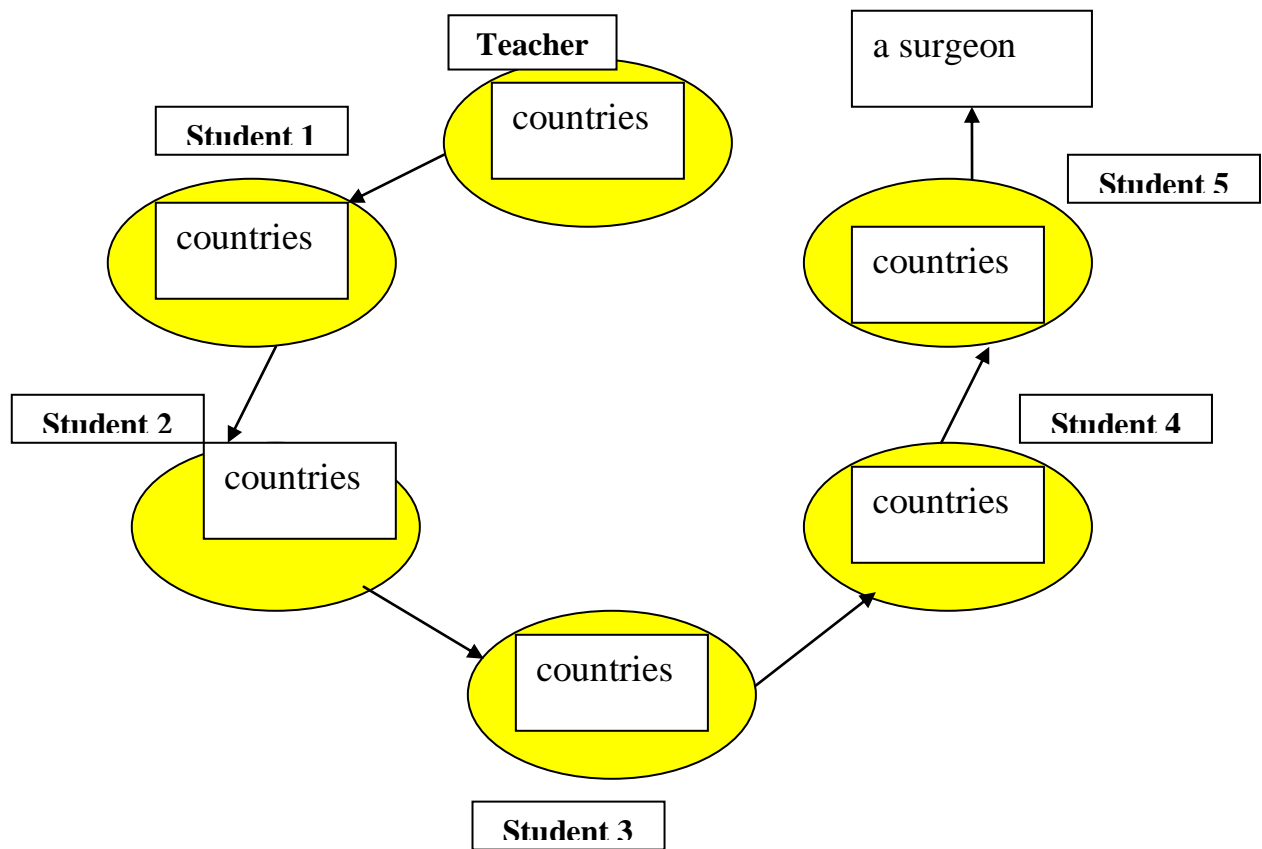 Teacher
countries
Student 1
countries
Student 2
countries
Student 3
countries
Student 4
countries
Student 5
countries
a surgeon